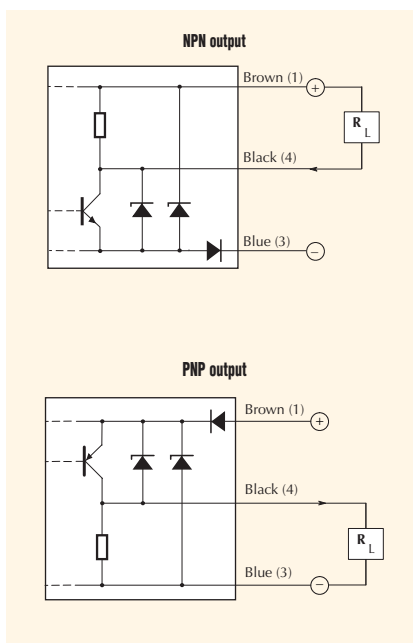 NPN output
Brown (1) +
R L
Black (4)
Blue (3) −
PNP output
Brown (1) +
Black (4)
R L
Blue (3) −